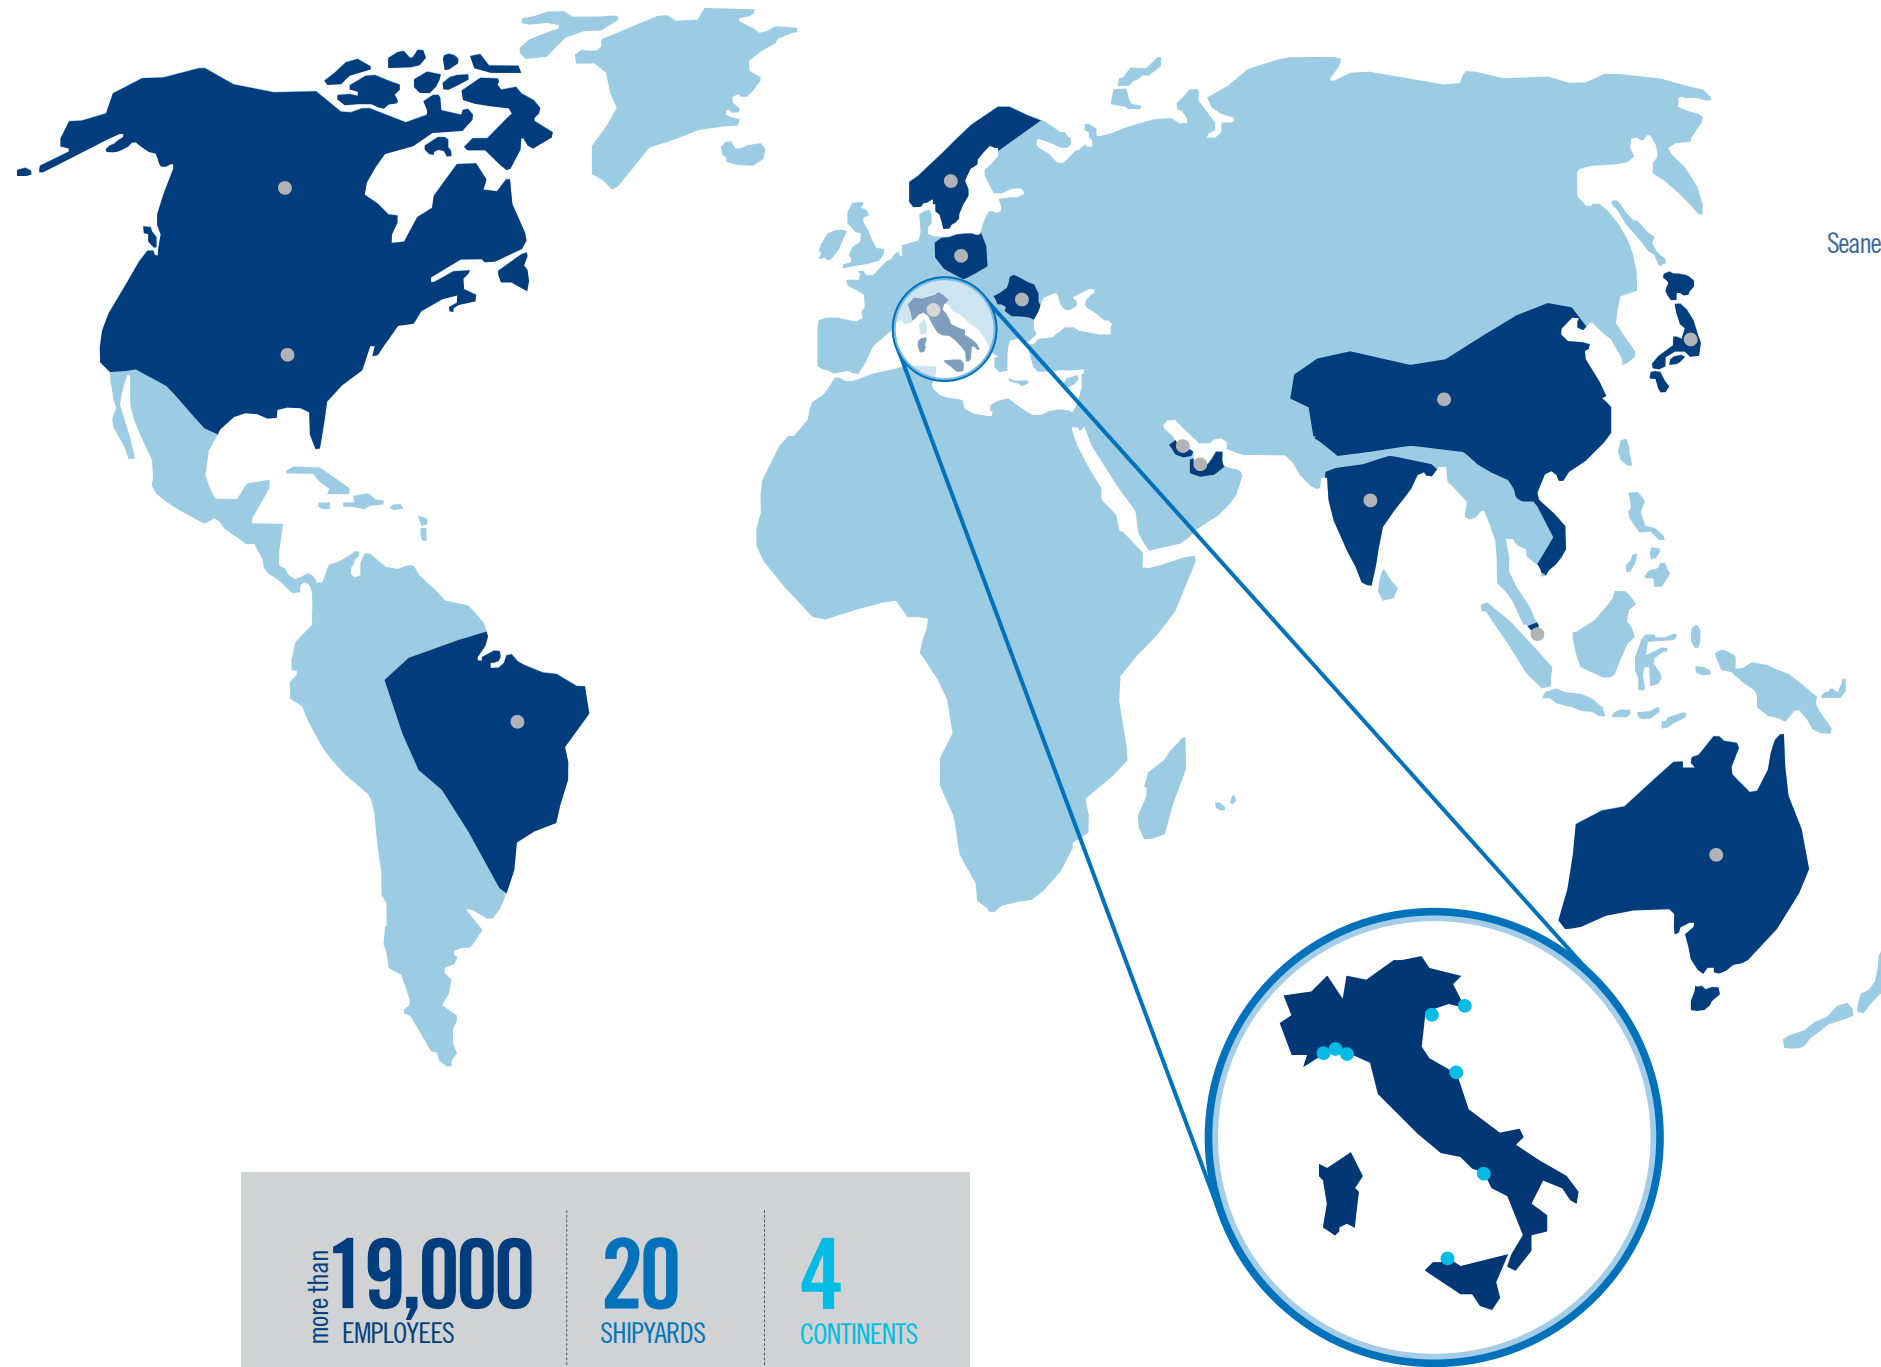 Seane
more than
19,000
EMPLOYEES
20
SHIPYARDS
4
CONTINENTS